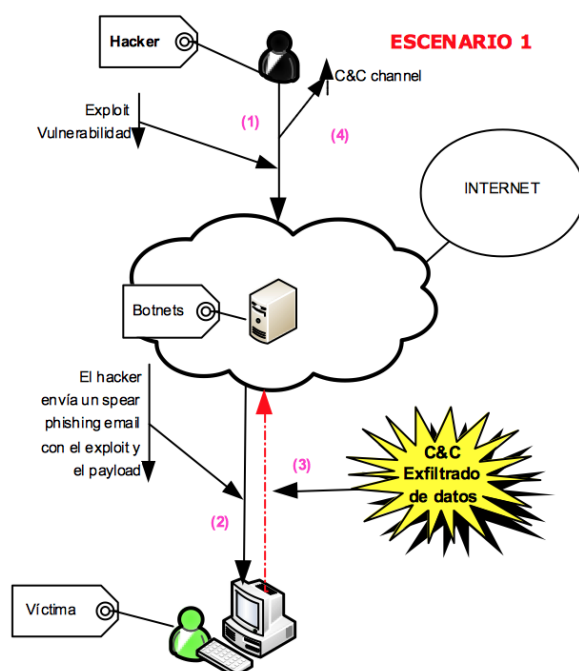 Hacker
ESCENARIO 1
C&C channel
Exploit
Vulnerabilidad
(1)
(4)
INTERNET
Botnets
El hacker
envía un spear
phishing email
con el exploit y
el payload
(3)
C&C
Exfiltrado
de datos
(2)
Víctima